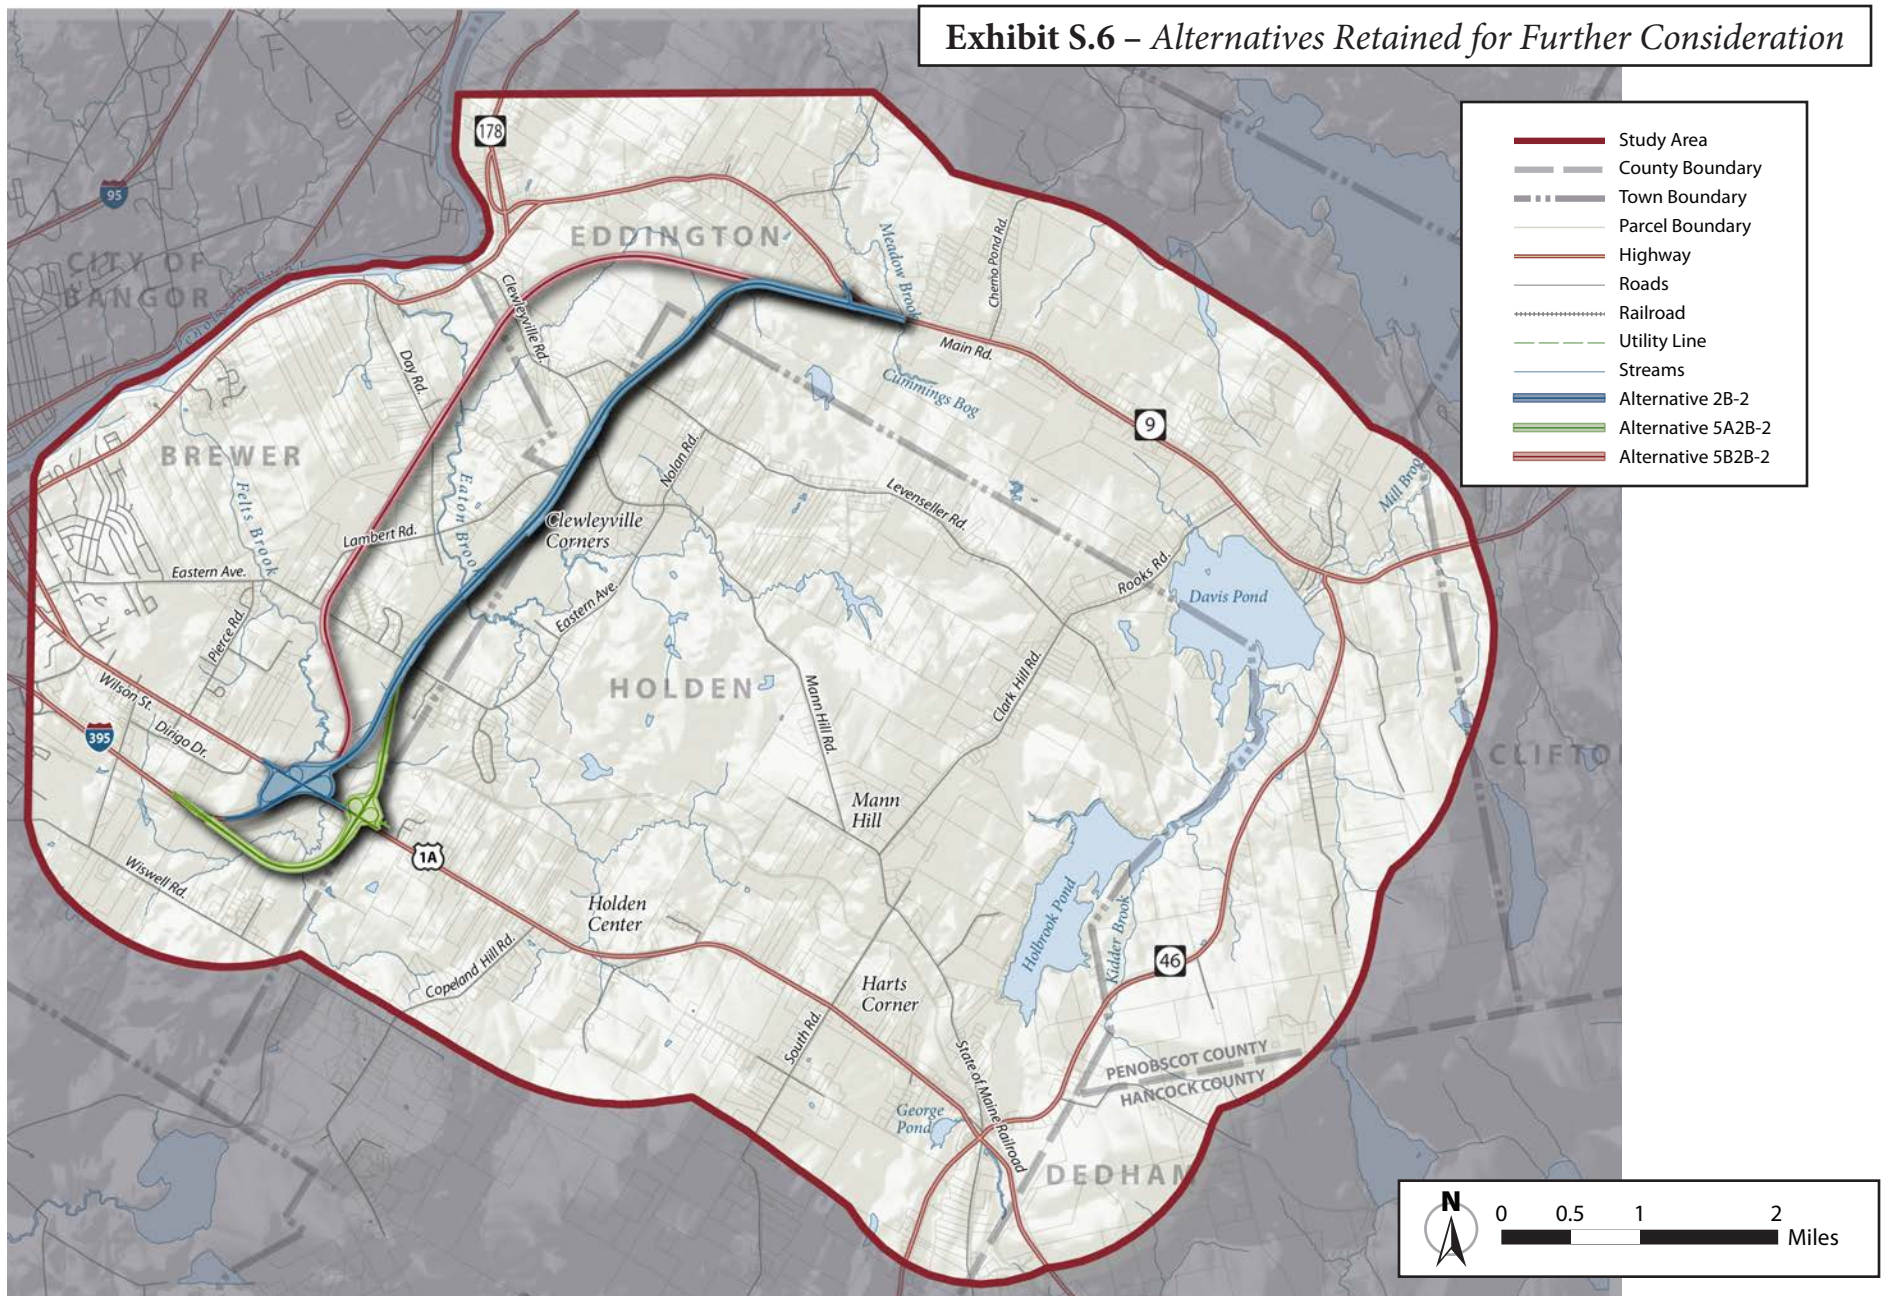 Exhibit S.6 – Alternatives Retained for Further Consideration
Study Area
County Boundary
Town Boundary
Parcel Boundary
Highway
Roads
Railroad
Utility Line
Streams
Alternative 2B-2
Alternative 5A2B-2
Alternative 5B2B-2
178
95
CITY OF
BANGOR
EDDINGTON
Meadow Brook
Chemo Pond Rd.
Clewleyville Rd.
Day Rd.
Main Rd.
Cummings Bog
9
BREWER
Felts Brook
Eaton Brook
Nolan Rd.
Levenseller Rd.
Mill Broo
Lambert Rd.
Clewleyville
Corners
Eastern Ave.
Eastern Ave.
Rooks Rd.
Davis Pond
Pierce Rd.
HOLDEN
Wilson St.
Dirigo Dr.
395
Mann Hill Rd.
Clark Hill Rd.
CLIFTO
Mann
Hill
1A
Wiswell Rd.
Holden
Center
Holbrook Pond
Kidder Brook
46
Copeland Hill Rd.
Harts
Corner
South Rd.
State of Maine Railroad
PENOBSCOT COUNTY
HANCOCK COUNTY
George
Pond
DEDHAM
N
0 0.5 1 2
Miles